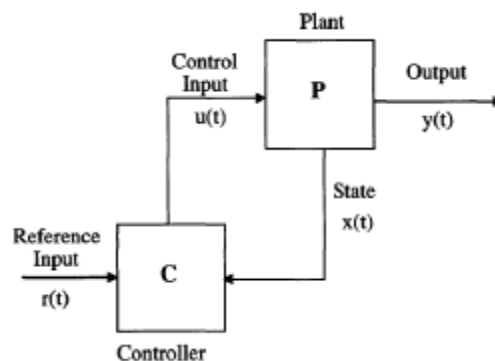 Plant
Control
Input
u(t)
P
Output
y(t)
State
x(t)
Reference
Input
r(t)
C
Controller